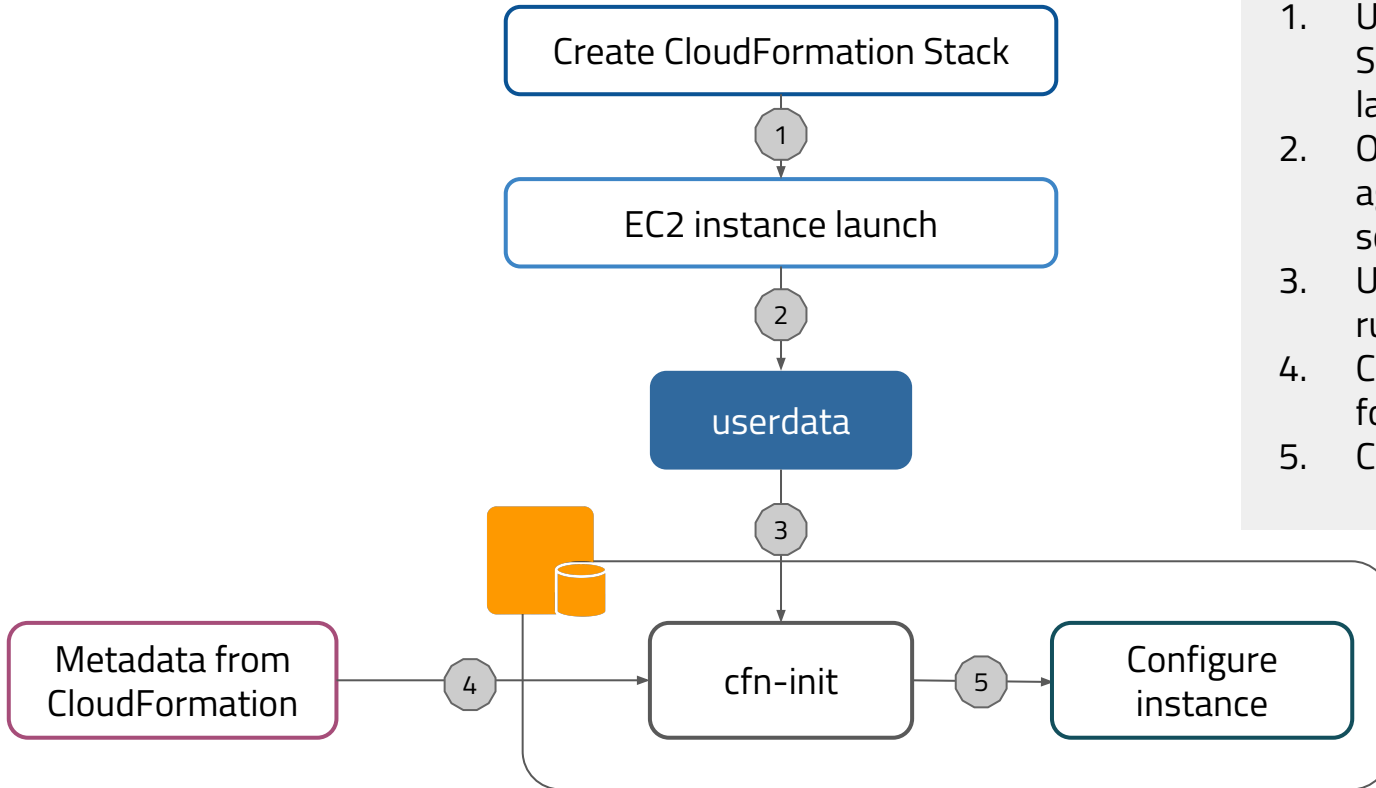 Create CloudFormation Stack
1
EC2 instance launch
2
userdata
3
Metadata from
CloudFormation
4
cfn-init
5
Configure
instance
1.
2.
3.
4.
5.